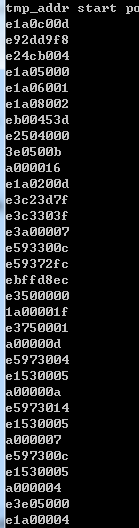 tmp_addr start po
e1a0c00d
e92dd9f8
e24cb004
e1a05000
e1a06001
e1a08002
eb00453d
e2504000
3e0500b
a000016
e1a0200d
e3c23d7f
e3c3303f
e3a00007
e593300c
e59372fc
ebffd8ec
e3500000
1a00001f
e3750001
a00000d
e5973004
e1530005
a00000a
e5973014
e1530005
a000007
e597300c
e1530005
a000004
e3e05000
e1a00004